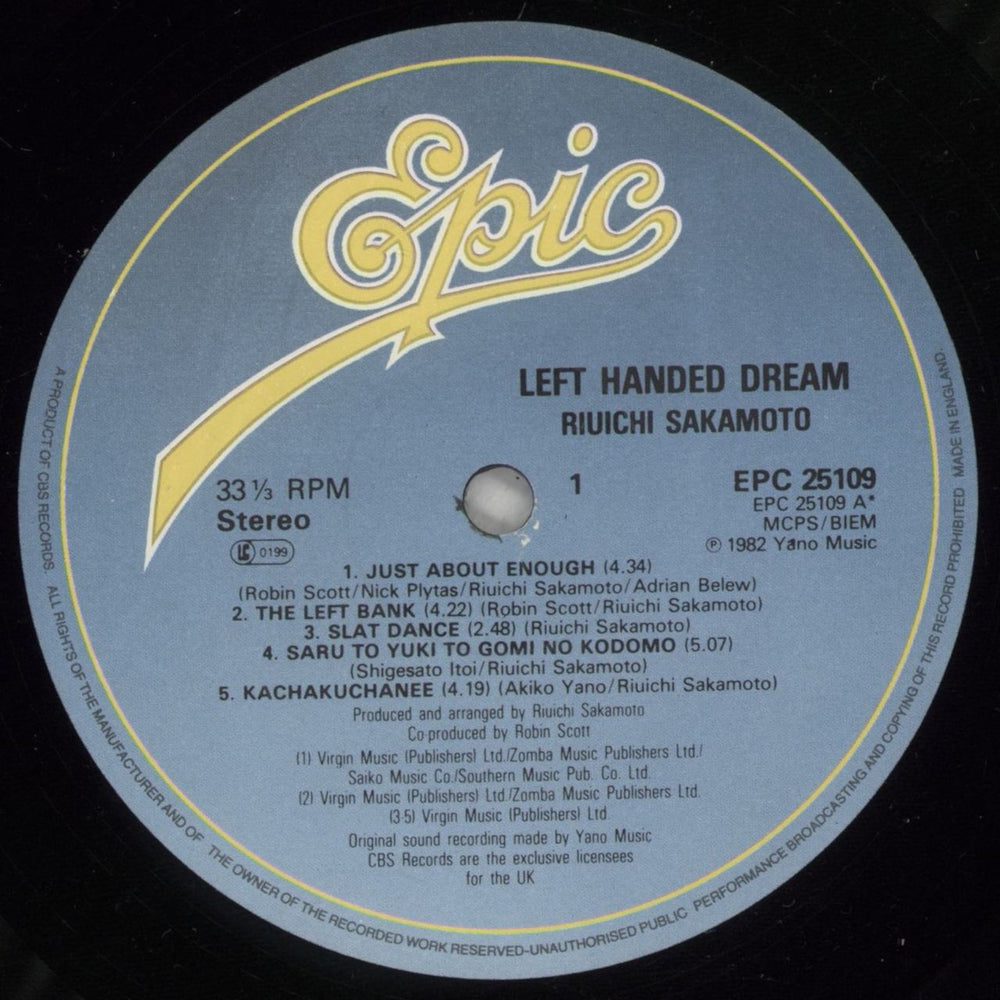 Epic
LEFT HANDED DREAM
RIUICHI SAKAMOTO
33⅓ RPM
Stereo
LC 0199
1
EPC 25109
EPC 25109 A*
MCPS/BIEM
℗ 1982 Yano Music
1. JUST ABOUT ENOUGH (4.34)
(Robin Scott/Nick Plytas/Riuichi Sakamoto/Adrian Belew)
2. THE LEFT BANK (4.22) (Robin Scott/Riuichi Sakamoto)
3. SLAT DANCE (2.48) (Riuichi Sakamoto)
4. SARU TO YUKI TO GOMI NO KODOMO (5.07)
(Shigesato Itoi/Riuichi Sakamoto)
5. KACHAKUCHANEE (4.19) (Akiko Yano/Riuichi Sakamoto)
Produced and arranged by Riuichi Sakamoto
Co-produced by Robin Scott
(1) Virgin Music (Publishers) Ltd./Zomba Music Publishers Ltd./
Saiko Music Co./Southern Music Pub. Co. Ltd.
(2) Virgin Music (Publishers) Ltd./Zomba Music Publishers Ltd.
(3-5) Virgin Music (Publishers) Ltd.
Original sound recording made by Yano Music
CBS Records are the exclusive licensees
for the UK
A PRODUCT OF CBS RECORDS. ALL RIGHTS OF THE MANUFACTURER AND OF THE OWNER OF THE RECORDED WORK RESERVED-UNAUTHORISED PUBLIC PERFORMANCE BROADCASTING AND COPYING OF THIS RECORD PROHIBITED MADE IN ENGLAND.